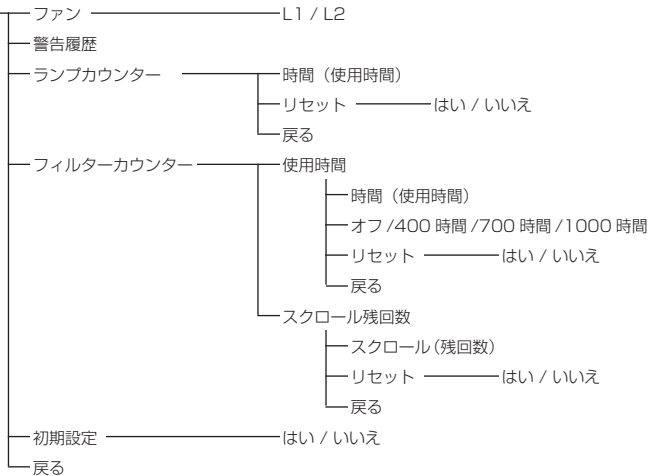 ファン L1 / L2
警告履歴
ランプカウンター 時間（使用時間）
リセット はい / いいえ
戻る
フィルターカウンター 使用時間
時間（使用時間）
オフ /400 時間 /700 時間 /1000 時間
リセット はい / いいえ
戻る
スクロール残回数
スクロール（残回数）
リセット はい / いいえ
戻る
初期設定 はい / いいえ
戻る